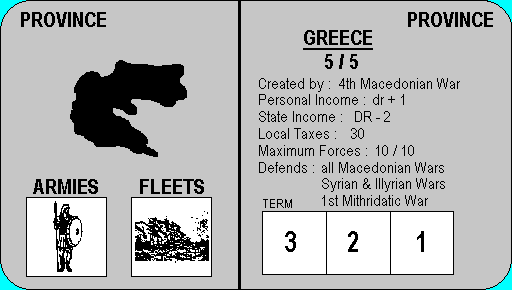 PROVINCE
ARMIES FLEETS
PROVINCE
GREECE
5 / 5
Created by : 4th Macedonian War
Personal Income : dr + 1
State Income : DR - 2
Local Taxes : 30
Maximum Forces : 10 / 10
Defends : all Macedonian Wars
Syrian & Illyrian Wars
TERM 1st Mithridatic War
3 2 1